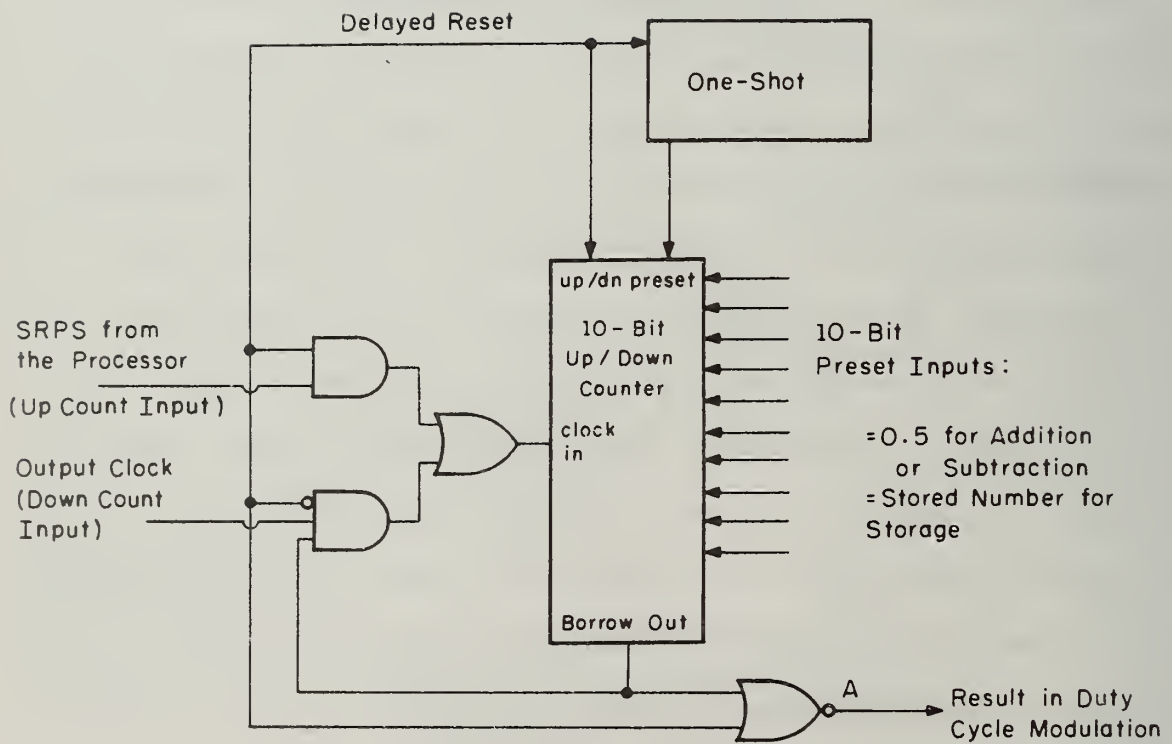 Delayed Reset
One-Shot
up/dn preset
10-Bit
Up/Down
Counter
clock
in
Borrow Out
SRPS from
the Processor
(Up Count Input)
Output Clock
(Down Count
Input)
10-Bit
Preset Inputs:
=0.5 for Addition
or Subtraction
=Stored Number for
Storage
A
Result in Duty
Cycle Modulation